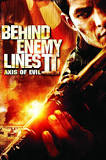 BEHIND
ENEMY
LINES II
AXIS OF EVIL